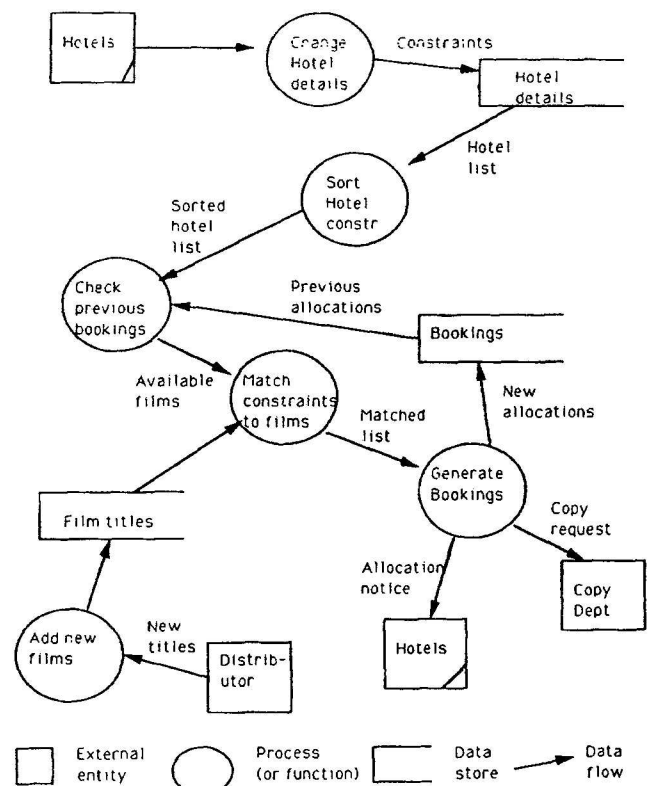 Hotels
Change
Hotel
details
Constraints
Hotel
details
Hotel
list
Sort
Hotel
constr
Sorted
hotel
list
Check
previous
bookings
Previous
allocations
Bookings
Available
films
Match
constraints
to films
Matched
list
New
allocations
Generate
Bookings
Film titles
Copy
request
Allocation
notice
Copy
Dept
Add new
films
New
titles
Distrib-
utor
Hotels
External
entity
Process
(or function)
Data
store
Data
flow